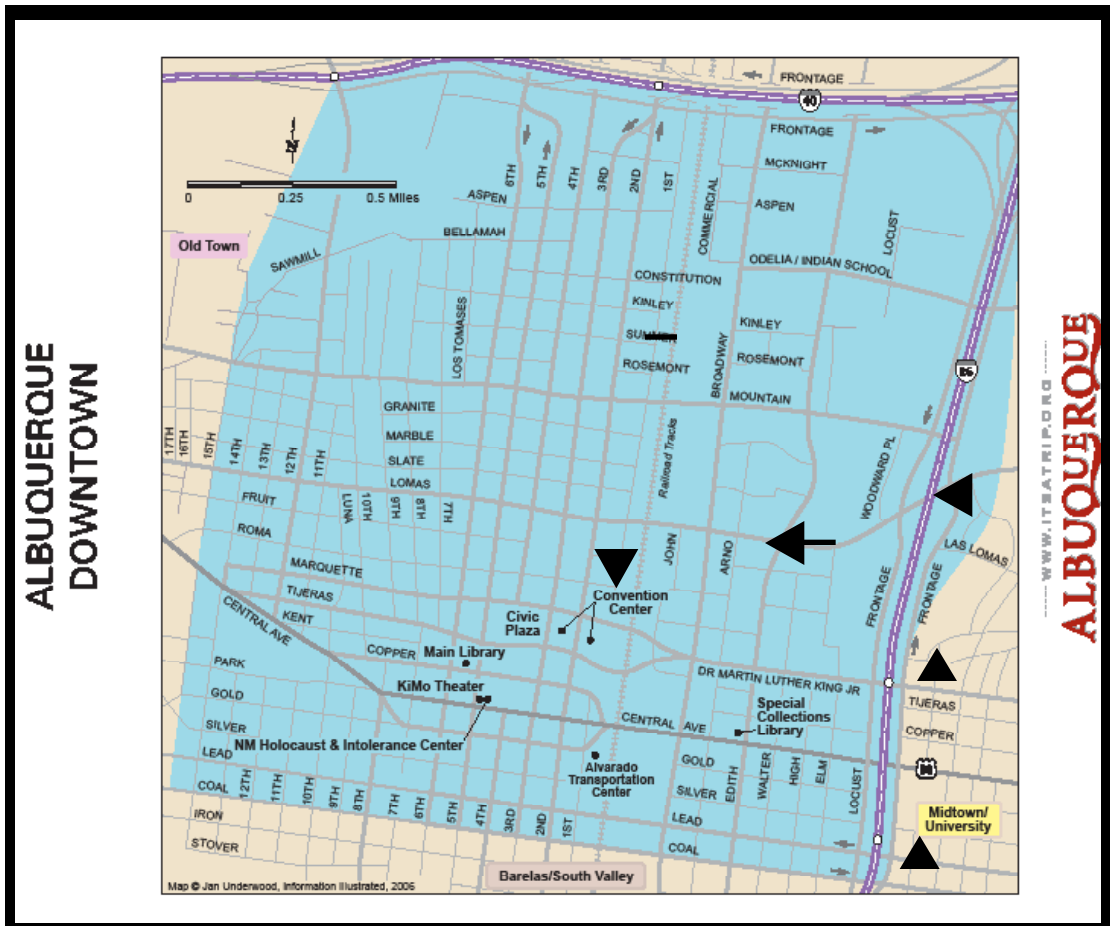 ALBUQUERQUE
DOWNTOWN
FRONTAGE
40
FRONTAGE
MCKNIGHT
N
0 0.25 0.5 Miles
6TH
5TH
4TH
3RD
2ND
1ST
COMMERCIAL
ASPEN
ASPEN
LOCUST
Old Town
BELLAMAH
SAWMILL
ODELIA / INDIAN SCHOOL
CONSTITUTION
KINLEY
KINLEY
LOS TOMASES
BROADWAY
ROSEMONT
ROSEMONT
MOUNTAIN
GRANITE
MARBLE
SLATE
LOMAS
17TH
16TH
15TH
14TH
13TH
12TH
11TH
LUNA
10TH
9TH
8TH
7TH
Railroad Tracks
WOODWARD PL
FRUIT
ROMA
MARQUETTE
TIJERAS
KENT
CENTRAL AVE
COPPER
JOHN
ARNO
LAS LOMAS
FRONTAGE
FRONTAGE
Convention
Center
Civic
Plaza
Main Library
KiMo Theater
NM Holocaust & Intolerance Center
DR MARTIN LUTHER KING JR
TIJERAS
COPPER
Special
Collections
Library
CENTRAL AVE
PARK
GOLD
SILVER
LEAD
COAL
IRON
STOVER
Alvarado
Transportation
Center
GOLD
SILVER
LEAD
COAL
EDITH
WALTER
HIGH
ELM
LOCUST
12TH
11TH
10TH
9TH
8TH
7TH
6TH
5TH
4TH
3RD
2ND
1ST
Midtown/
University
Barelas/South Valley
Map © Jan Underwood, Information Illustrated, 2006
WWW.ITSATRIP.ORG
ALBUQUERQUE